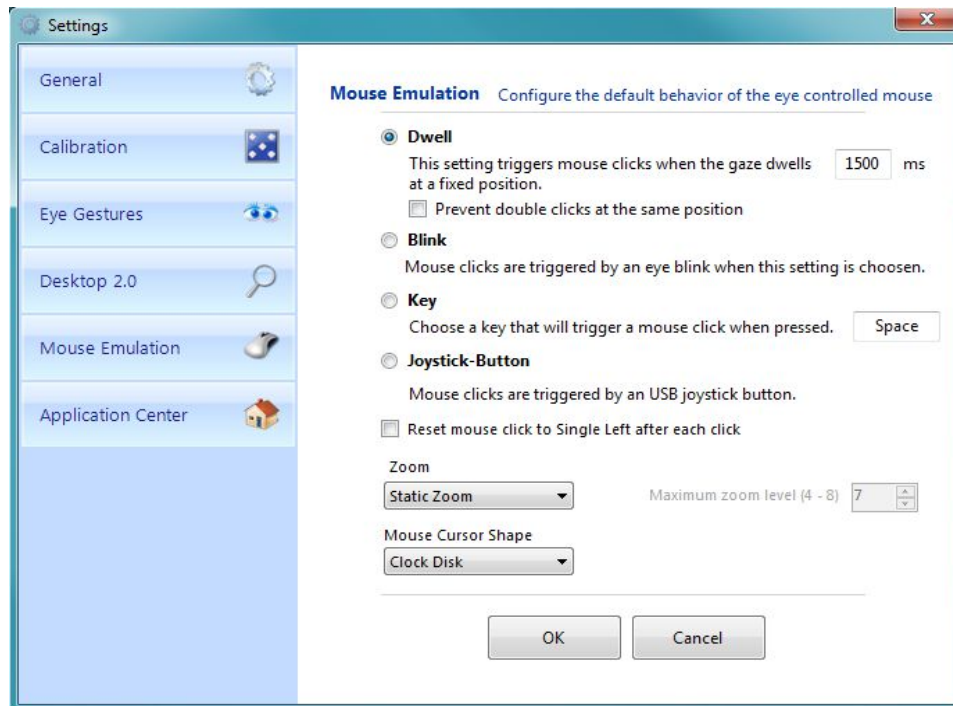 Settings
General
Calibration
Eye Gestures
Desktop 2.0
Mouse Emulation
Application Center
Mouse Emulation Configure the default behavior of the eye controlled mouse
Dwell
This setting triggers mouse clicks when the gaze dwells 1500 ms
at a fixed position.
Prevent double clicks at the same position
Blink
Mouse clicks are triggered by an eye blink when this setting is choosen.
Key
Choose a key that will trigger a mouse click when pressed. Space
Joystick-Button
Mouse clicks are triggered by an USB joystick button.
Reset mouse click to Single Left after each click
Zoom
Static Zoom Maximum zoom level (4 - 8) 7
Mouse Cursor Shape
Clock Disk
OK Cancel